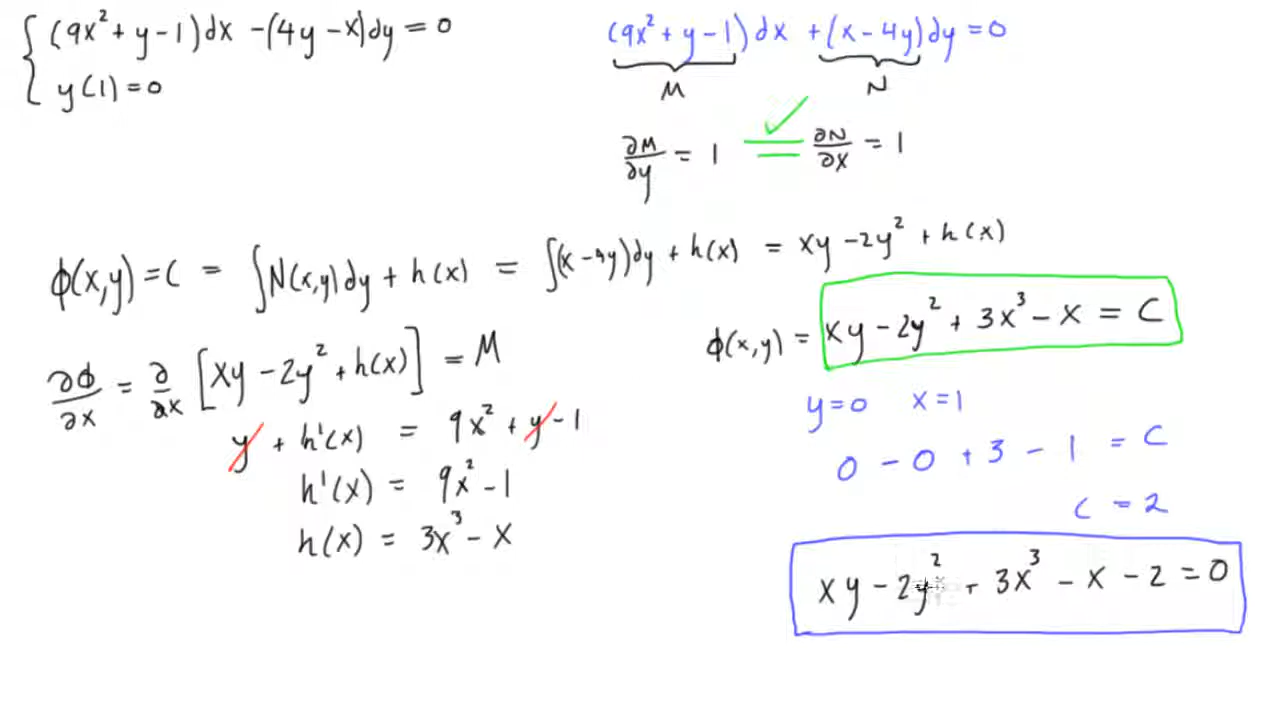 (9x² + y - 1)dx - (4y - x)dy = 0
y(1) = 0
(9x² + y - 1)dx + (x - 4y)dy = 0
M N
∂M/∂y = 1 = ✓ ∂N/∂x = 1
ϕ(x,y) = C = ∫N(x,y)dy + h(x) = ∫(x - 4y)dy + h(x) = xy - 2y² + h(x)
∂ϕ/∂x = ∂/∂x [xy - 2y² + h(x)] = M
y + h'(x) = 9x² + y - 1
h'(x) = 9x² - 1
h(x) = 3x³ - x
ϕ(x,y) = xy - 2y² + 3x³ - x = C
y=0 x=1
0 - 0 + 3 - 1 = C
C = 2
xy - 2y² + 3x³ - x - 2 = 0